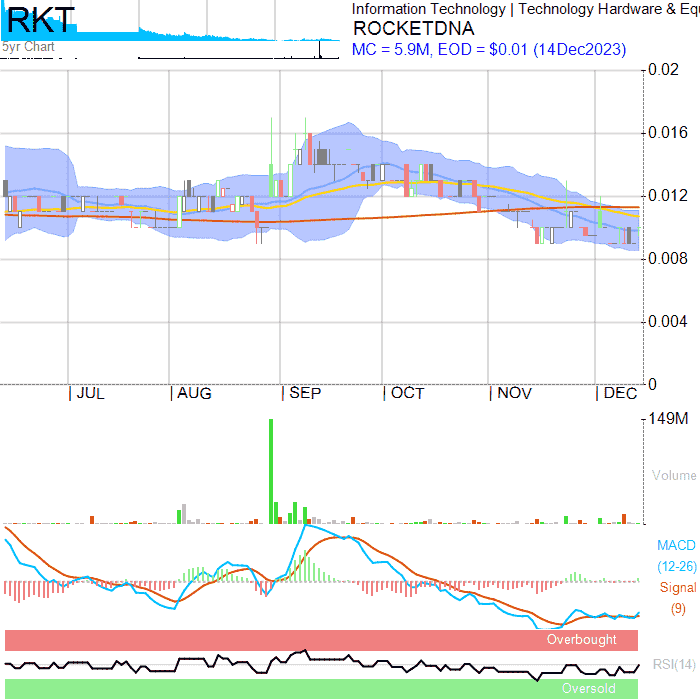 RKT
5yr Chart
Information Technology | Technology Hardware & Equ
ROCKETDNA
MC = 5.9M, EOD = $0.01 (14Dec2023)
0.02
0.016
0.012
0.008
0.004
0
JUL AUG SEP OCT NOV DEC
149M
Volume
MACD
(12-26)
Signal
(9)
Overbought
RSI(14)
Oversold